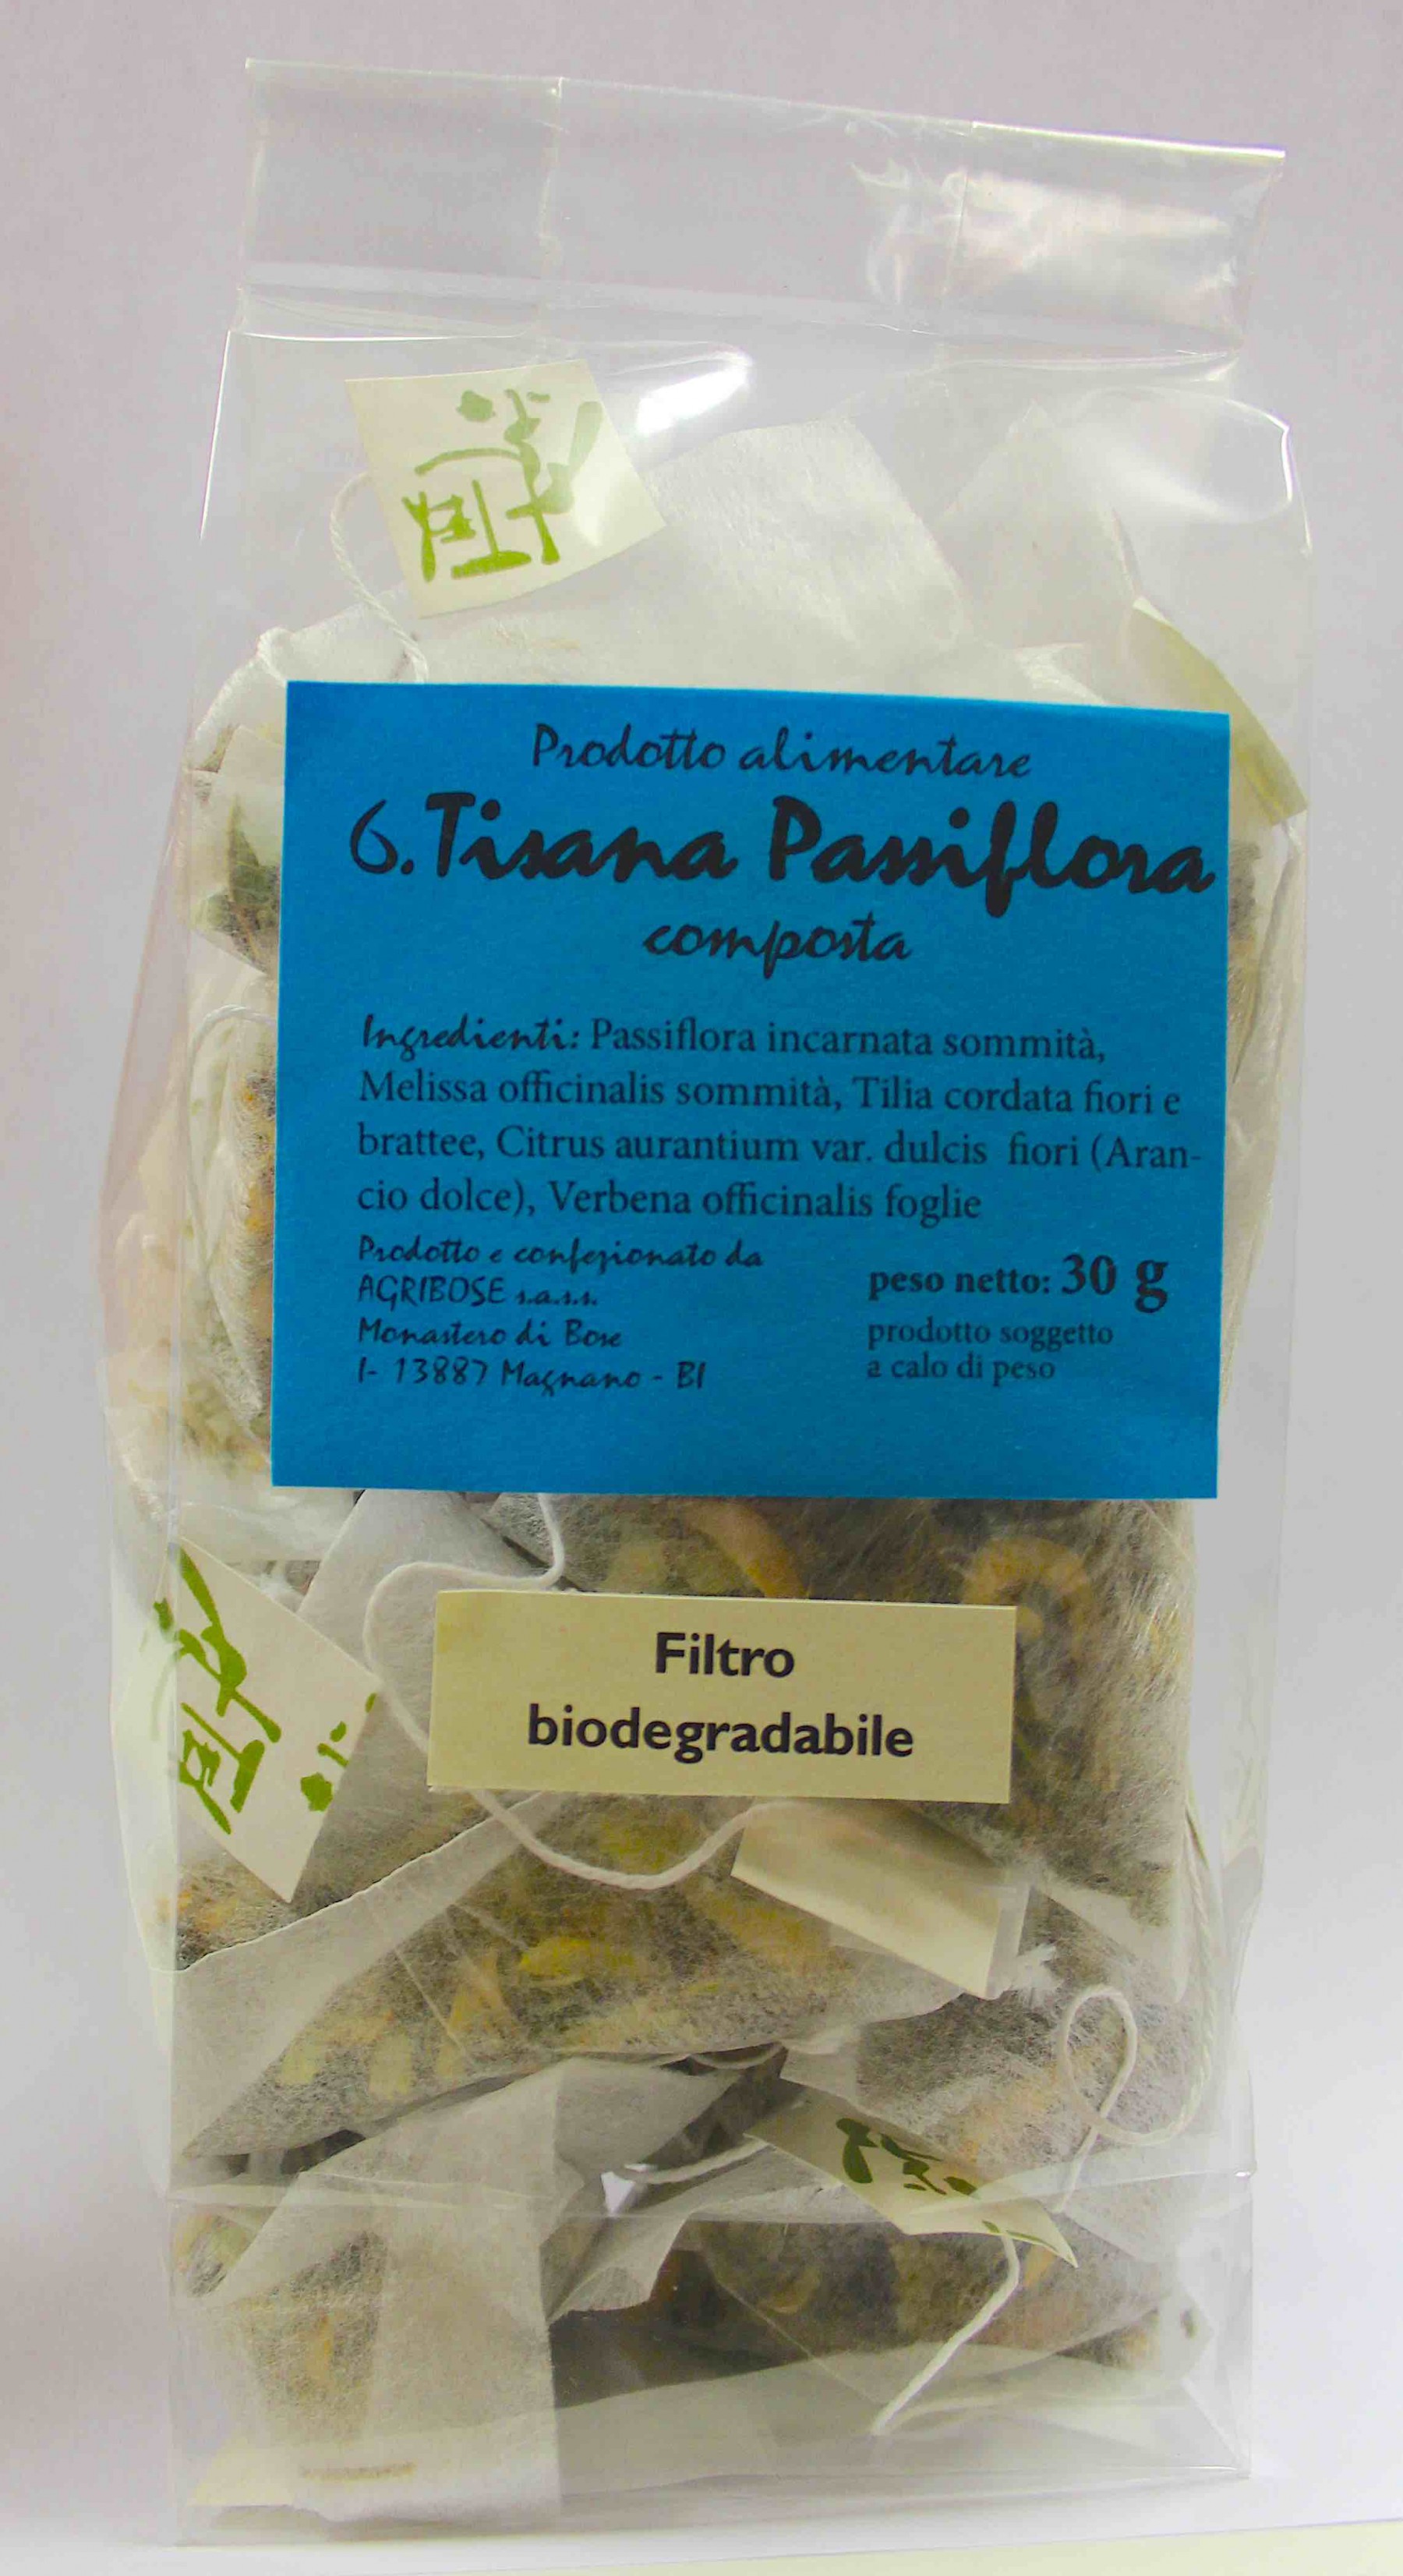 Prodotto alimentare
6. Tisana Passiflora
composta
Ingredienti: Passiflora incarnata sommità,
Melissa officinalis sommità, Tilia cordata fiori e
brattee, Citrus aurantium var. dulcis fiori (Aran-
cio dolce), Verbena officinalis foglie
Prodotto e confezionato da
AGRIBOSE s.a.s.s.
Monastero di Bose
I- 13887 Magnano - BI
peso netto: 30 g
prodotto soggetto
a calo di peso
Filtro
biodegradabile